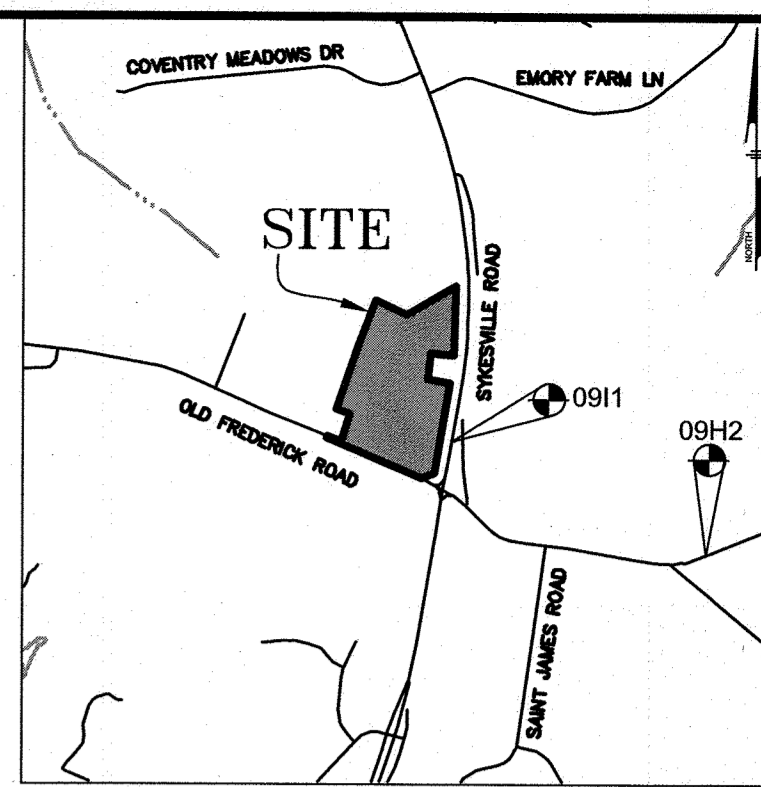 COVENTRY MEADOWS DR
EMORY FARM LN
SITE
NORTH
SYKESVILLE ROAD
09I1
OLD FREDERICK ROAD
09H2
SAINT JAMES ROAD